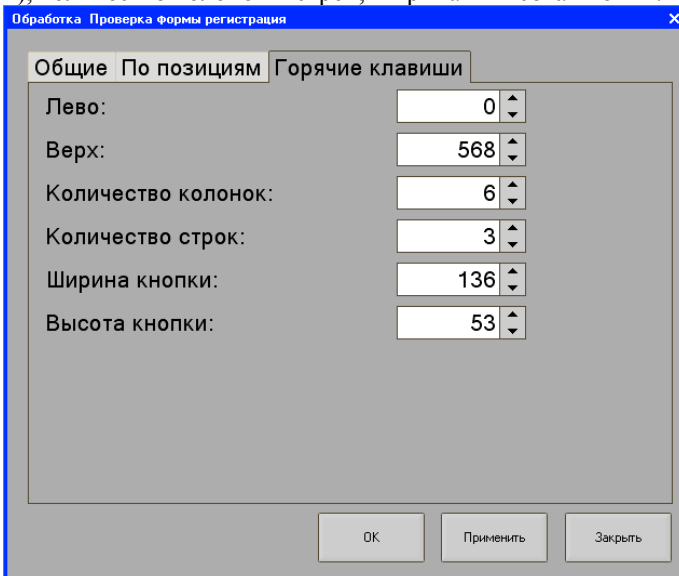 Обработка Проверка формы регистрация
Общие По позициям Горячие клавиши
Лево: 0
Верх: 568
Количество колонок: 6
Количество строк: 3
Ширина кнопки: 136
Высота кнопки: 53
OK Применить Закрыть